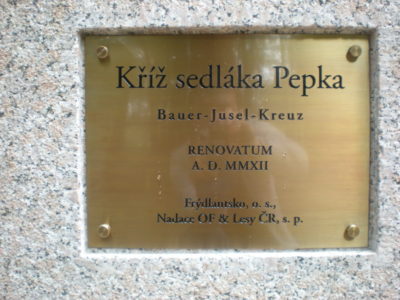 Kříž sedláka Pepka
Bauer-Jusel-Kreuz
RENOVATUM
A. D. MMXII
Frýdlantsko, o. s.,
Nadace OF & Lesy ČR, s. p.